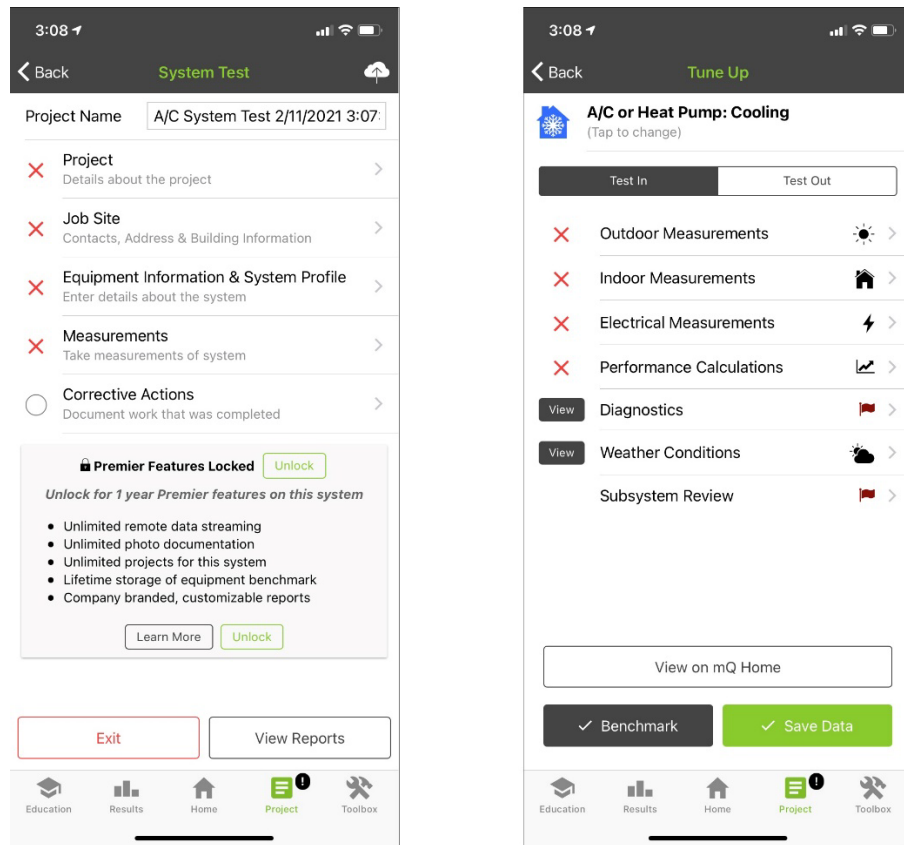 3:08
Back
System Test
Project Name
A/C System Test 2/11/2021 3:07:
Project
Details about the project
Job Site
Contacts, Address & Building Information
Equipment Information & System Profile
Enter details about the system
Measurements
Take measurements of system
Corrective Actions
Document work that was completed
Premier Features Locked
Unlock
Unlock for 1 year Premier features on this system
• Unlimited remote data streaming
• Unlimited photo documentation
• Unlimited projects for this system
• Lifetime storage of equipment benchmark
• Company branded, customizable reports
Learn More
Unlock
Exit
View Reports
Education
Results
Home
Project
Toolbox
3:08
Back
Tune Up
A/C or Heat Pump: Cooling
(Tap to change)
Test In
Test Out
Outdoor Measurements
Indoor Measurements
Electrical Measurements
Performance Calculations
View
Diagnostics
View
Weather Conditions
Subsystem Review
View on mQ Home
Benchmark
Save Data
Education
Results
Home
Project
Toolbox